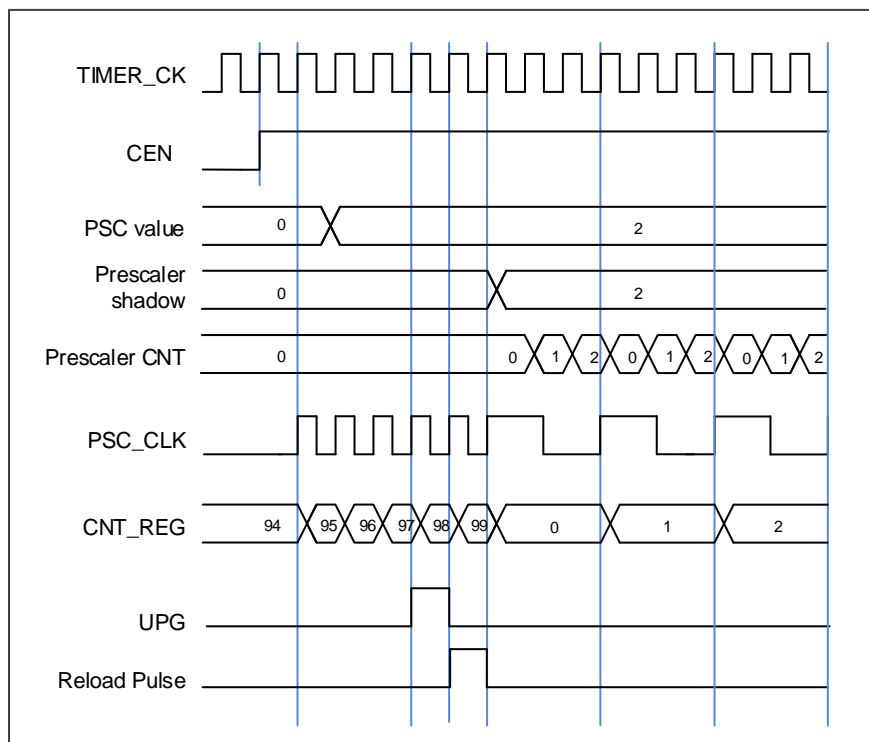 TIMER_CK
CEN
PSC value 0 2
Prescaler
shadow 0 2
Prescaler CNT 0 0 1 2 0 1 2 0 1 2
PSC_CLK
CNT_REG 94 95 96 97 98 99 0 1 2
UPG
Reload Pulse